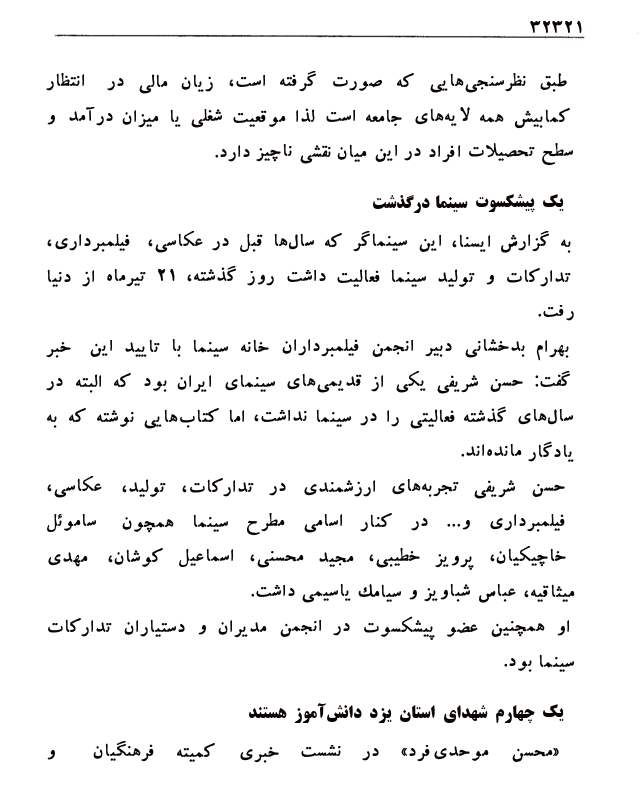 ۳۲۳۲۱
طبق نظرسنجی‌هایی که صورت گرفته است، زیان مالی در انتظار
کمابیش همه لایه‌های جامعه است لذا موقعیت شغلی یا میزان درآمد و
سطح تحصیلات افراد در این میان نقشی ناچیز دارد.
یک پیشکسوت سینما درگذشت
به گزارش ایسنا، این سینماگر که سال‌ها قبل در عکاسی، فیلمبرداری،
تدارکات و تولید سینما فعالیت داشت روز گذشته، ۲۱ تیرماه از دنیا
رفت.
بهرام بدخشانی دبیر انجمن فیلمبرداران خانه سینما با تایید این خبر
گفت: حسن شریفی یکی از قدیمی‌های سینمای ایران بود که البته در
سال‌های گذشته فعالیتی را در سینما نداشت، اما کتاب‌هایی نوشته که به
یادگار مانده‌اند.
حسن شریفی تجربه‌های ارزشمندی در تدارکات، تولید، عکاسی،
فیلمبرداری و... در کنار اسامی مطرح سینما همچون ساموئل
خاچیکیان، پرویز خطیبی، مجید محسنی، اسماعیل کوشان، مهدی
میثاقیه، عباس شباویز و سیامک یاسیمی داشت.
او همچنین عضو پیشکسوت در انجمن مدیران و دستیاران تدارکات
سینما بود.
یک چهارم شهدای استان یزد دانش‌آموز هستند
«محسن موحدی‌فرد» در نشست خبری کمیته فرهنگیان و